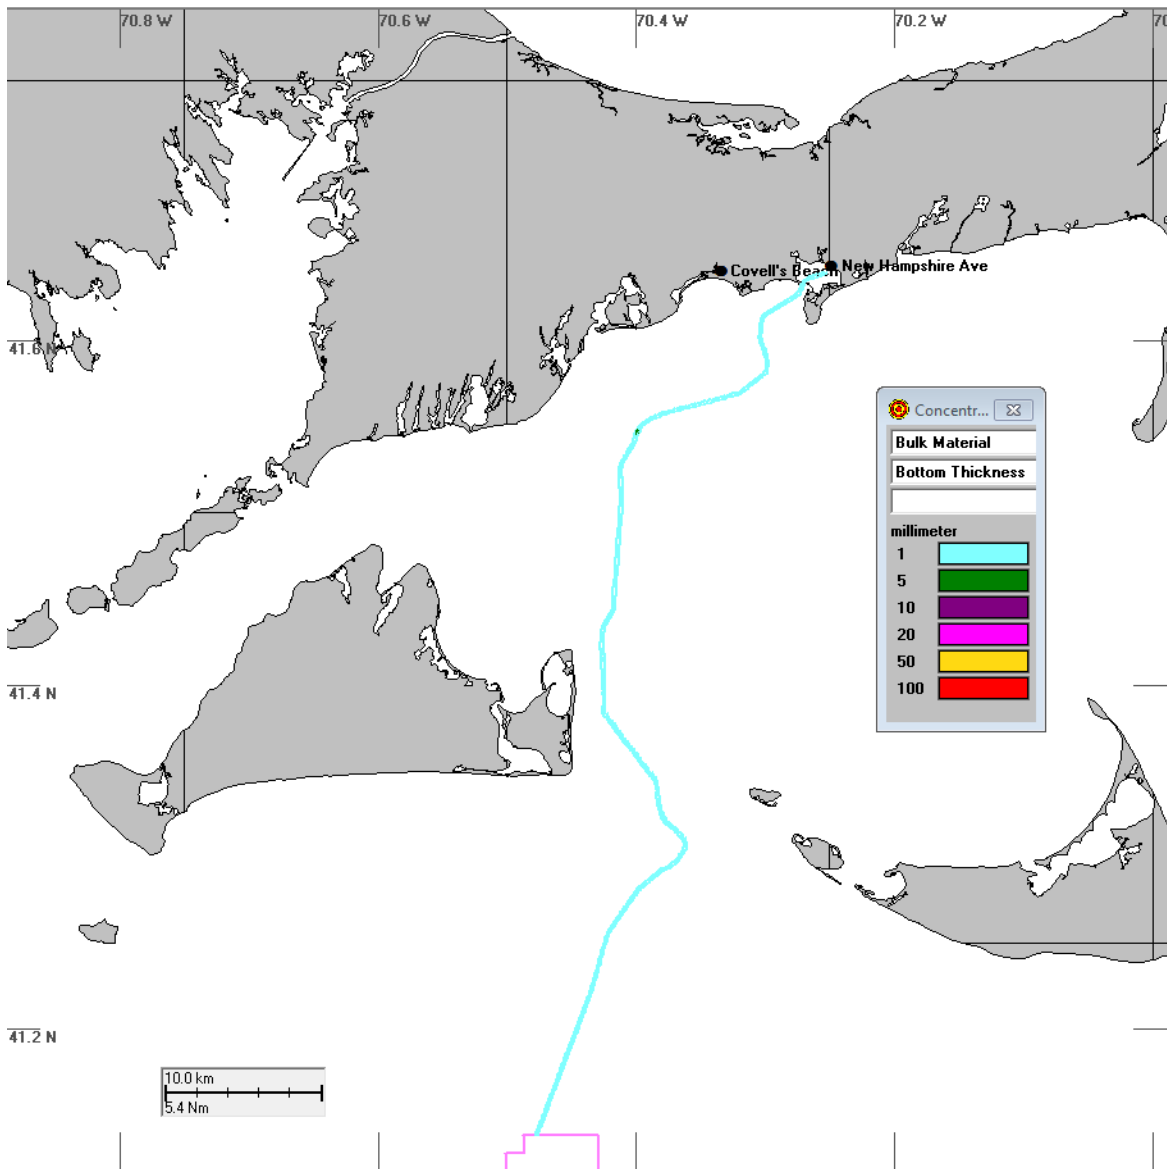 70.8 W
70.6 W
70.4 W
70.2 W
70
Covell's Beach
New Hampshire Ave
41.6 N
Concentr...
Bulk Material
Bottom Thickness
millimeter
1
5
10
20
50
100
41.4 N
41.2 N
10.0 km
5.4 Nm